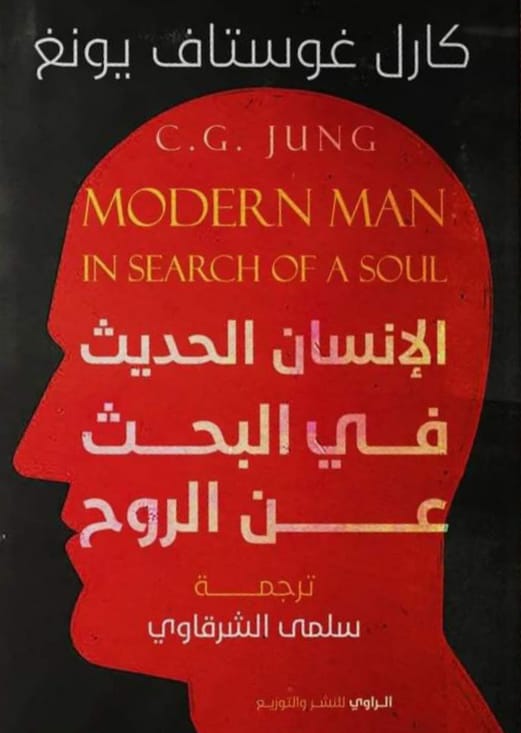 كارل غوستاف يونغ
C.G. JUNG
MODERN MAN
IN SEARCH OF A SOUL
الإنسان الحديث
في البحث
عن الروح
ترجمة
سلمى الشرقاوي
الراوي للنشر والتوزيع